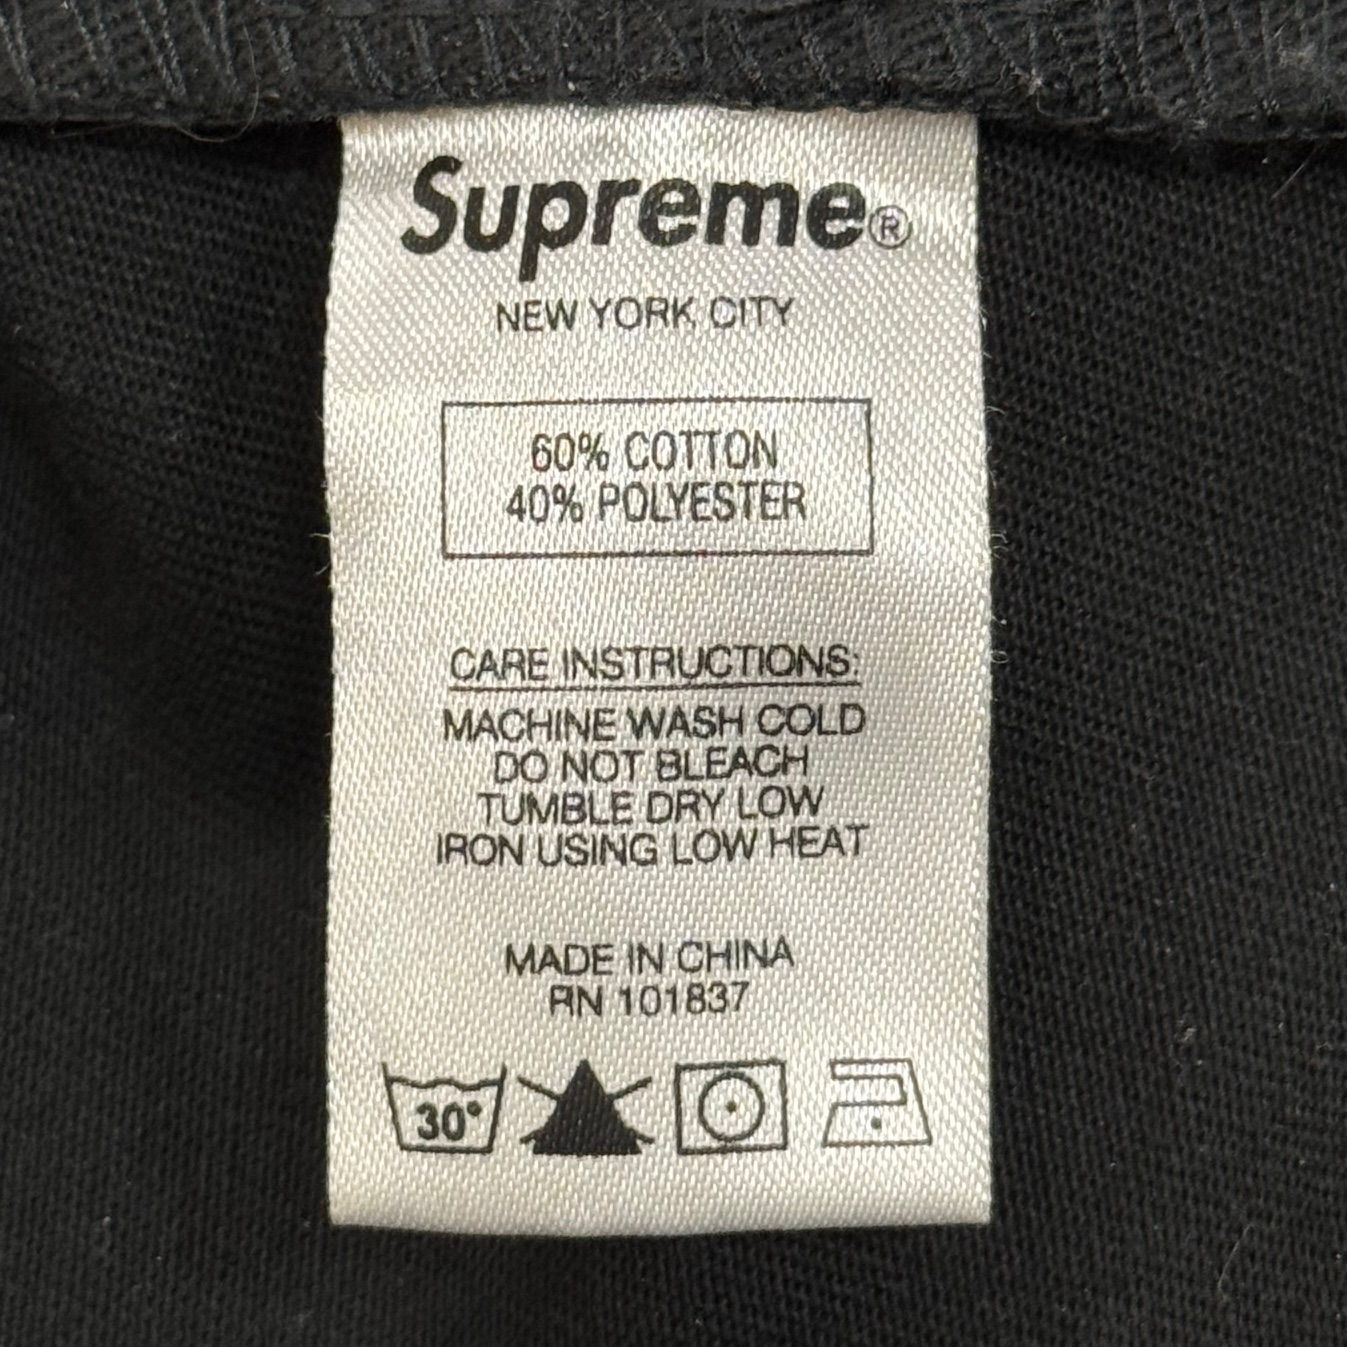 Supreme®
NEW YORK CITY
60% COTTON
40% POLYESTER
CARE INSTRUCTIONS:
MACHINE WASH COLD
DO NOT BLEACH
TUMBLE DRY LOW
IRON USING LOW HEAT
MADE IN CHINA
RN 101837
30°